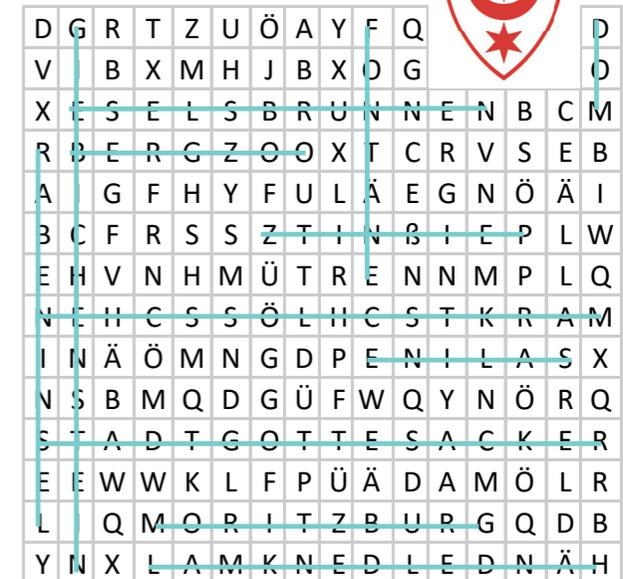 D G R T Z U Ö A Y F Q D
V I B X M H J B X O G O
X E S E L S B R U N N E N B C M
R B E R G Z O O X T C R V S E B
A I G F H Y F U L Ä E G N Ö Ä I
B C F R S S Z T I N ß I E P L W
E H V N H M Ü T R E N N M P L Q
N E H C S S Ö L H C S T K R A M
I N Ä Ö M N G D P E N I L A S X
N S B M Q D G Ü F W Q Y N Ö R Q
S T A D T G O T T E S A C K E R
E E W W K L F P Ü Ä D A M Ö L R
L I Q M O R I T Z B U R G Q D B
Y N X L A M K N E D L E D N Ä H